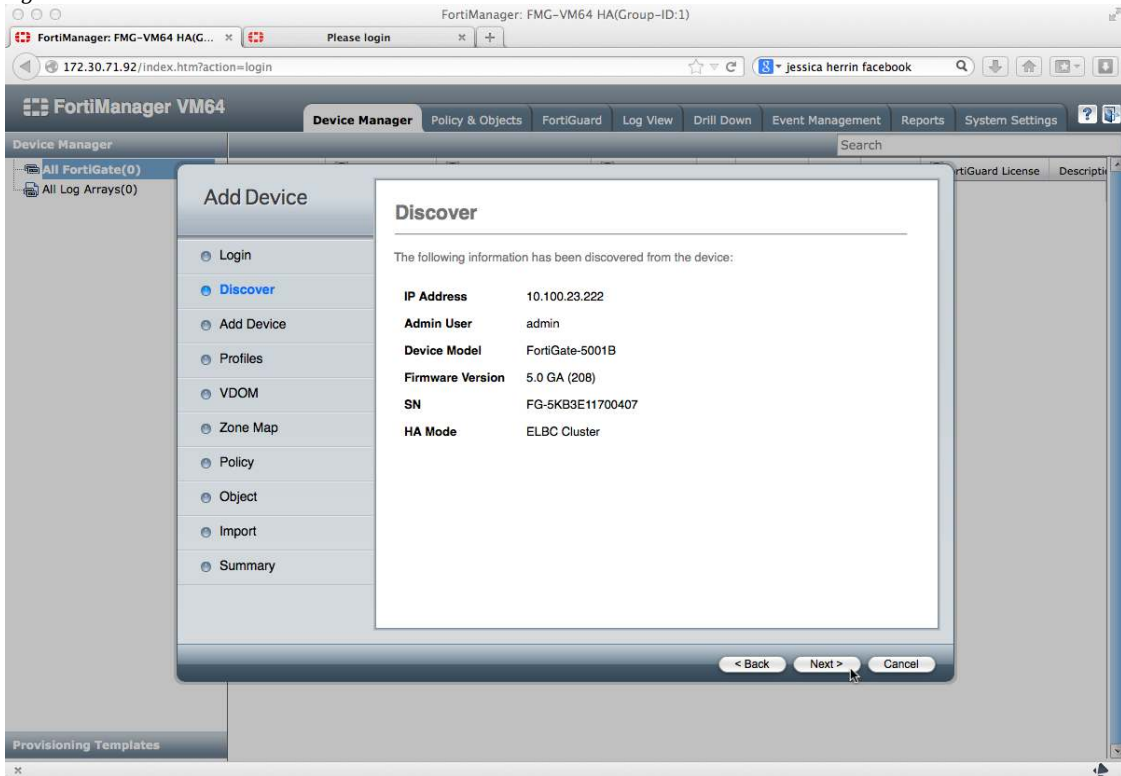 FortiManager: FMG-VM64 HA(Group-ID:1)
FortiManager: FMG-VM64 HA(G... × Please login × +
172.30.71.92/index.htm?action=login jessica herrin facebook
FortiManager VM64
Device Manager Policy & Objects FortiGuard Log View Drill Down Event Management Reports System Settings ?
Device Manager Search
All FortiGate(0)
rtiGuard License Descripti
All Log Arrays(0)
Add Device
Login
Discover
Add Device
Profiles
VDOM
Zone Map
Policy
Object
Import
Summary
Discover
The following information has been discovered from the device:
IP Address 10.100.23.222
Admin User admin
Device Model FortiGate-5001B
Firmware Version 5.0 GA (208)
SN FG-5KB3E11700407
HA Mode ELBC Cluster
< Back Next > Cancel
Provisioning Templates
×